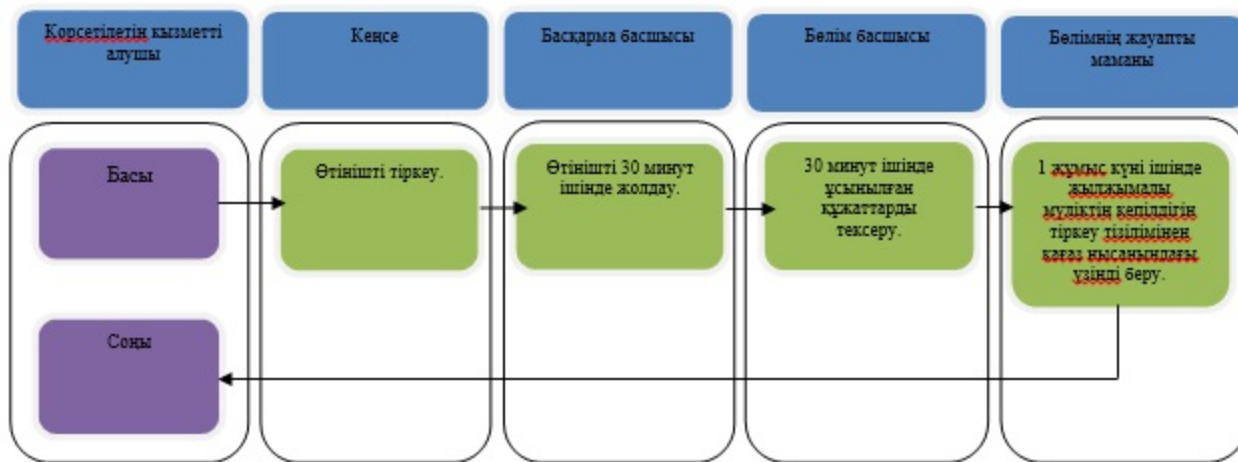 Көрсетілетін қызметті
алушы
Кеңсе
Басқарма басшысы
Бөлім басшысы
Бөлімнің жауапты
маманы
Басы
Өтінішті тіркеу.
Өтінішті 30 минут
ішінде жолдау.
30 минут ішінде
ұсынылған
құжаттарды
тексеру.
1 жұмыс күні ішінде
жылжымалы
мүліктің кепілдігін
тіркеу тізілімінен
қағаз нысанындағы
үзінді беру.
Соңы